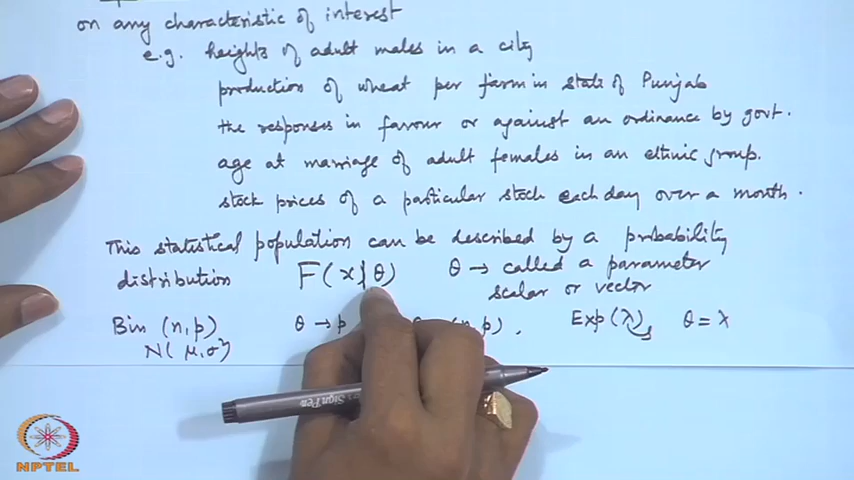 on any characteristic of interest
e.g. heights of adult males in a city
production of wheat per farm in state of Punjab
the responses in favour or against an ordinance by govt.
age at marriage of adult females in an ethnic group.
stock prices of a particular stock each day over a month.
This statistical population can be described by a probability
distribution F(x|θ) θ → called a parameter
scalar or vector
Bin (n,p) θ → p (n,p). Exp(λ) θ = λ
N(μ,σ²)
NPTEL